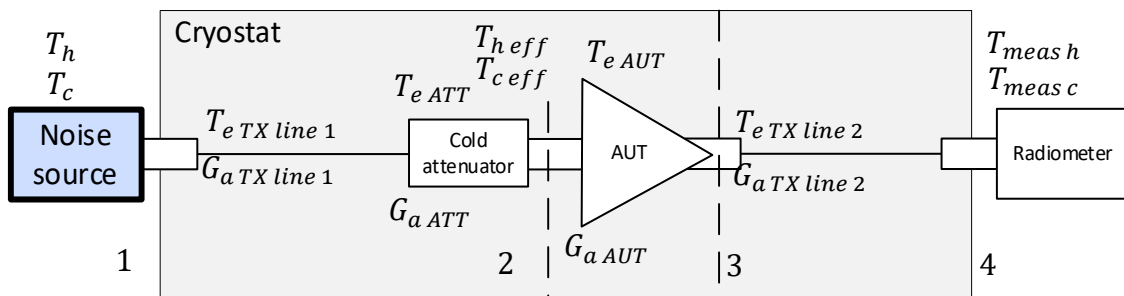 Cryostat
T_h
T_c
Noise
source
T_e TX line 1
G_a TX line 1
T_e ATT
Cold
attenuator
G_a ATT
T_h eff
T_c eff
T_e AUT
AUT
G_a AUT
T_e TX line 2
G_a TX line 2
T_meas h
T_meas c
Radiometer
1
2
3
4